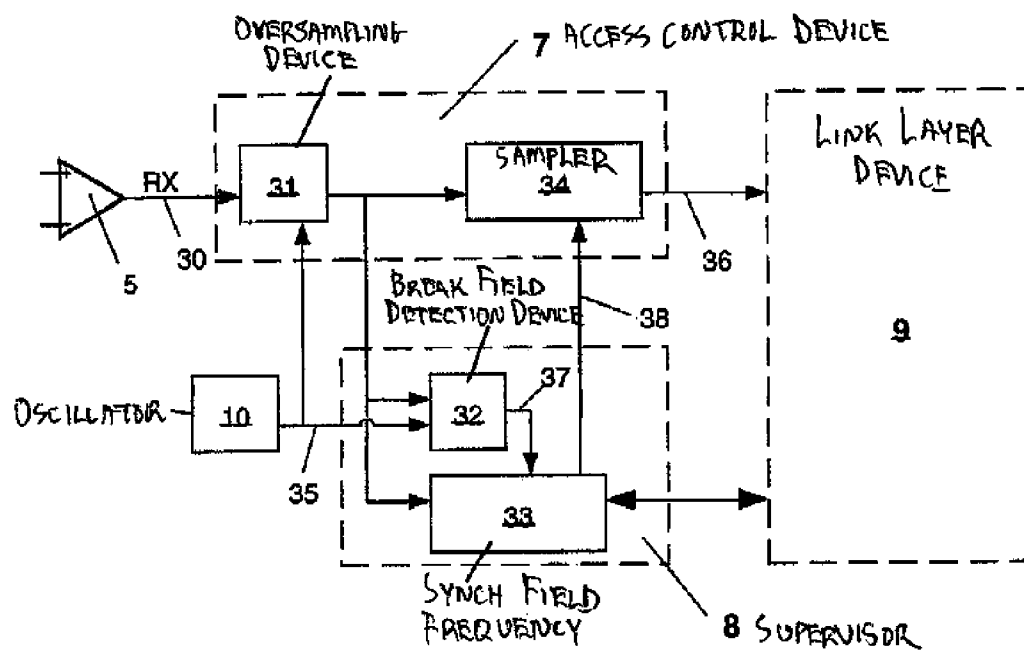 OVERSAMPLING
DEVICE
7 ACCESS CONTROL DEVICE
LINK LAYER
DEVICE
9
RX
31
SAMPLER
34
5
30
36
BREAK FIELD
DETECTION DEVICE
38
OSCILLATOR
10
32
37
35
33
SYNCH FIELD
FREQUENCY
8 SUPERVISOR